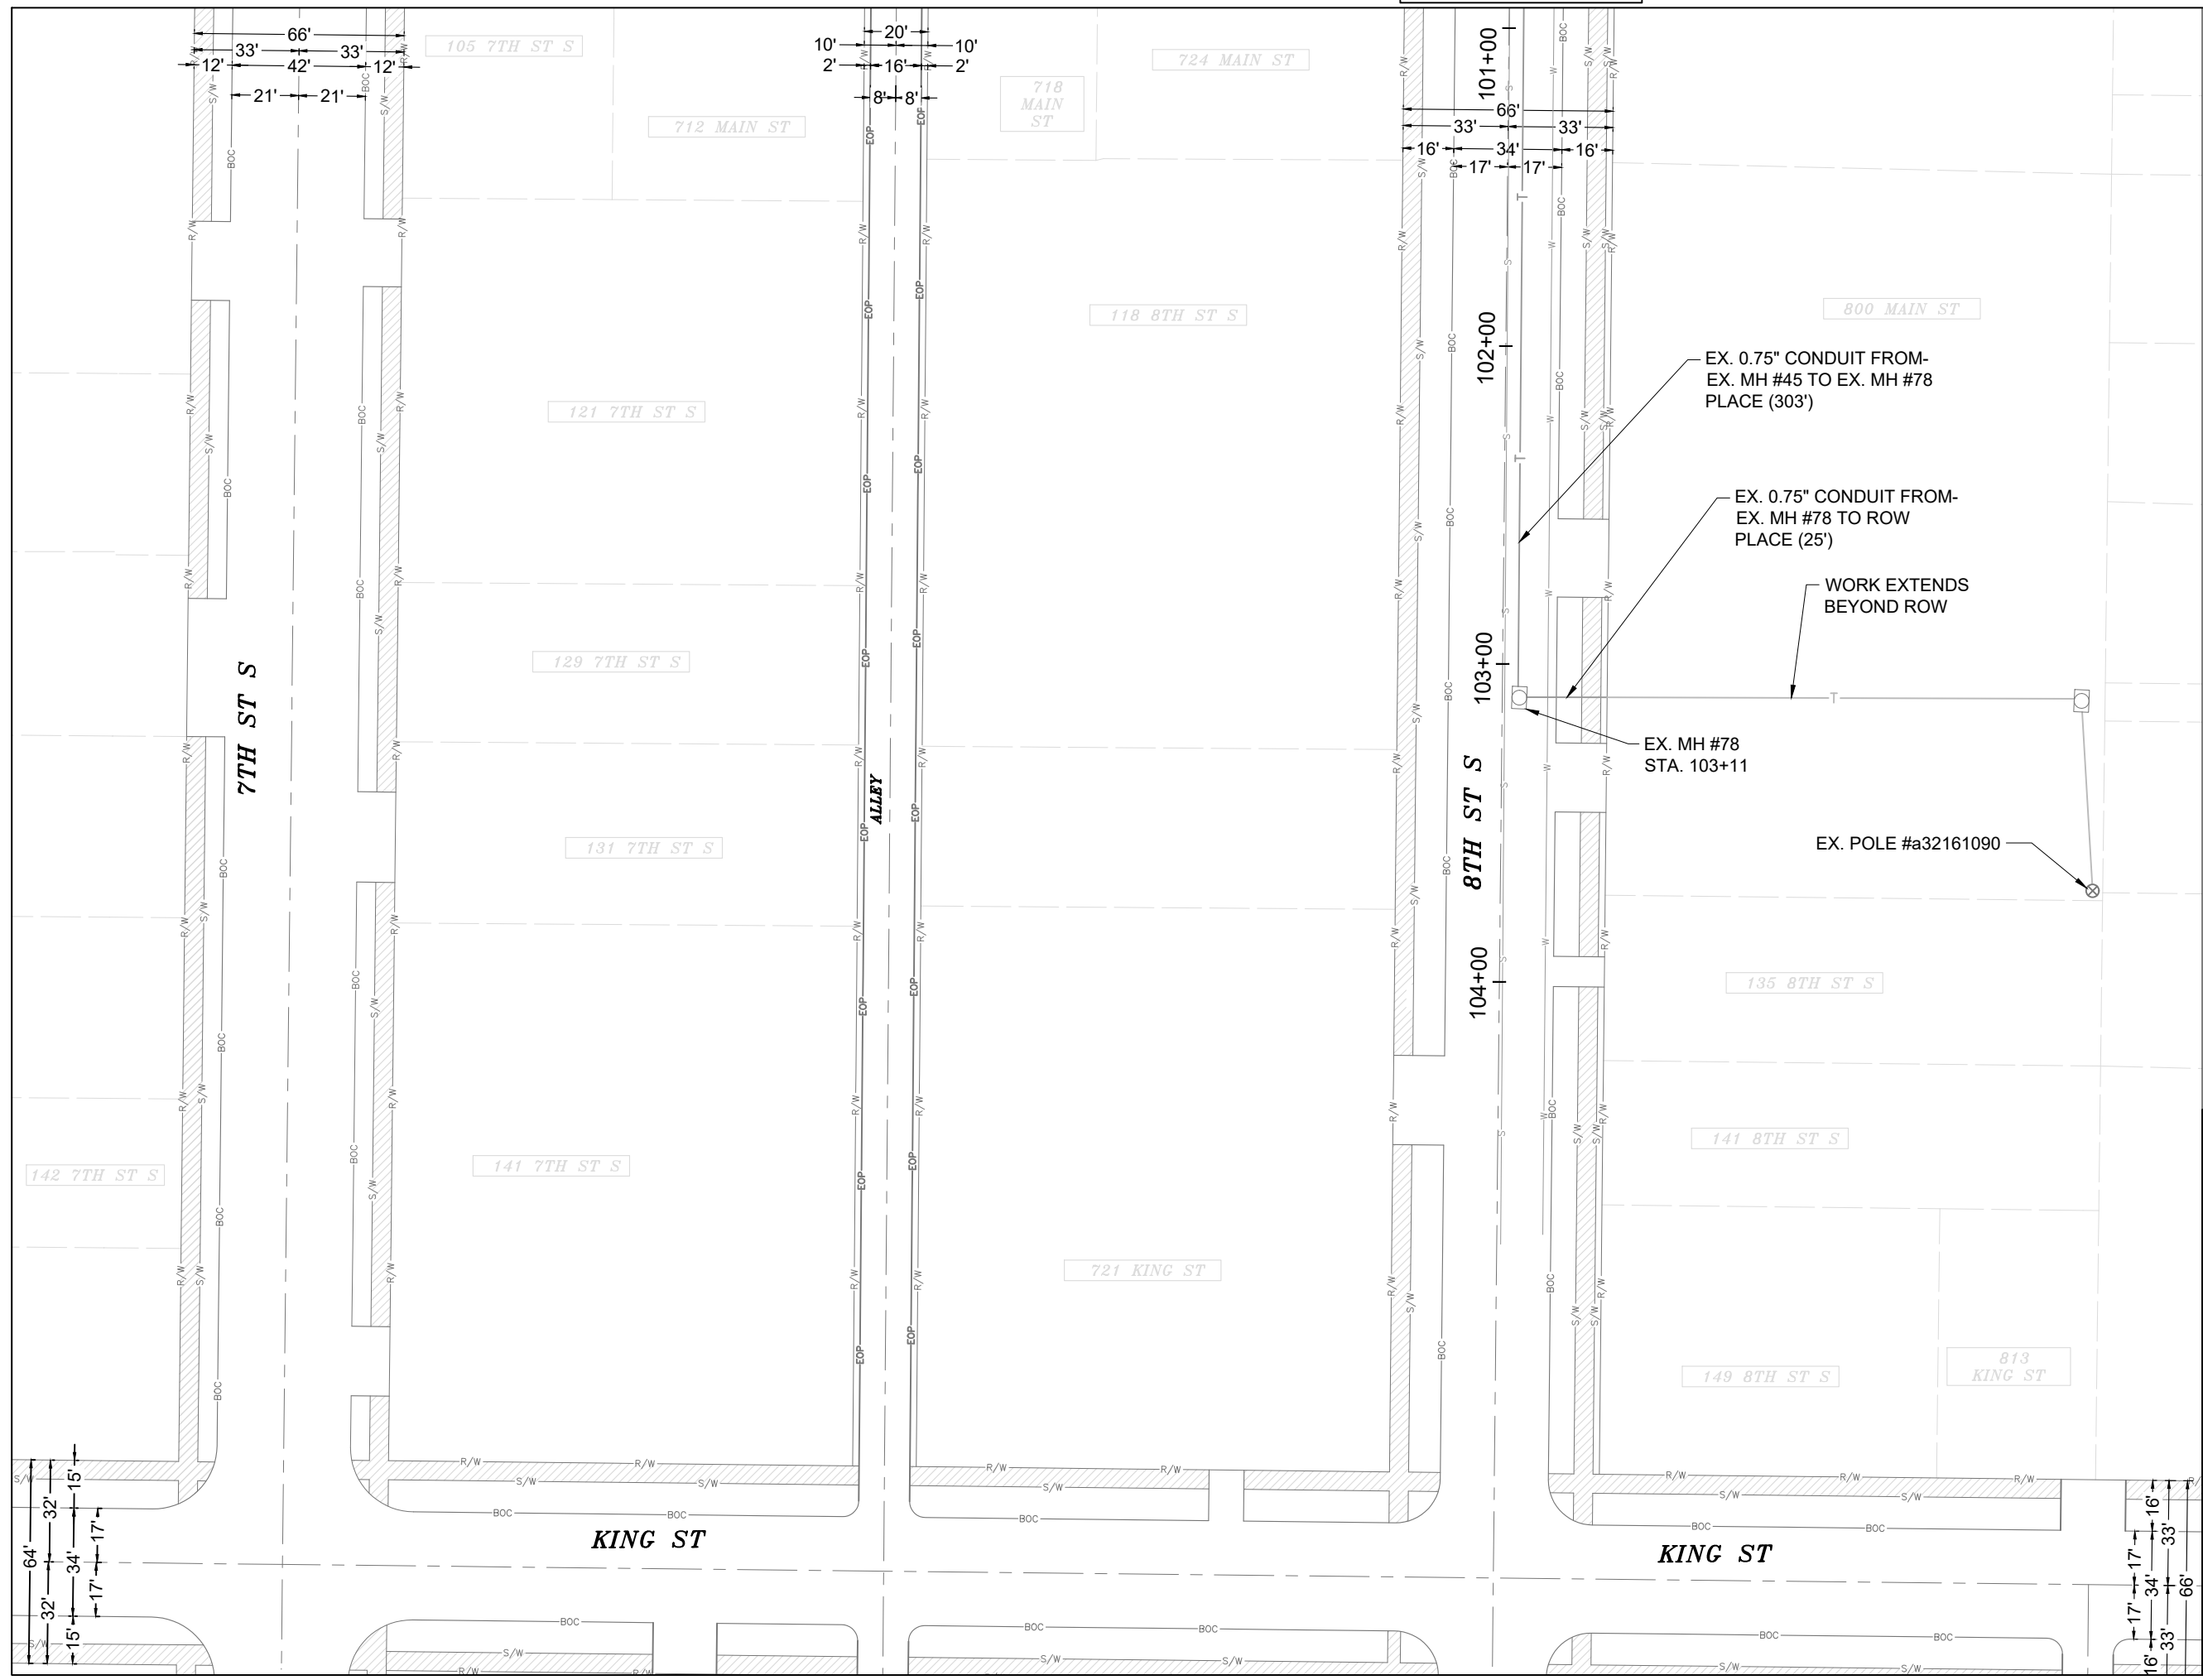 66'
33' 33'
12' 42' 12'
21' 21'
105 7TH ST S
20'
10' 10'
2' 16' 2'
8' 8'
712 MAIN ST
718
MAIN
ST
724 MAIN ST
101+00
66'
33' 33'
16' 34' 16'
17' 17'
118 8TH ST S
800 MAIN ST
102+00
EX. 0.75" CONDUIT FROM-
EX. MH #45 TO EX. MH #78
PLACE (303')
121 7TH ST S
EX. 0.75" CONDUIT FROM-
EX. MH #78 TO ROW
PLACE (25')
WORK EXTENDS
BEYOND ROW
129 7TH ST S
103+00
7TH ST S
EX. MH #78
STA. 103+11
ALLEY
8TH ST S
131 7TH ST S
EX. POLE #a32161090
104+00
135 8TH ST S
141 8TH ST S
142 7TH ST S
141 7TH ST S
721 KING ST
149 8TH ST S
813
KING ST
KING ST
KING ST
64'
32'
32'
15'
34'
15'
17'
17'
17'
17'
16'
34'
16'
33'
33'
66'
R/W
S/W
BOC
EOP
T
S
W